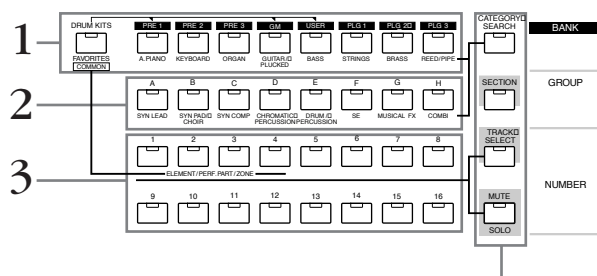 DRUM KITS PRE 1 PRE 2 PRE 3 GM USER PLG 1 PLG 2 PLG 3 CATEGORY
SEARCH
BANK
1
FAVORITES A. PIANO KEYBOARD ORGAN GUITAR/ BASS STRINGS BRASS REED/PIPE
COMMON PLUCKED
A B C D E F G H SECTION GROUP
2
SYN LEAD SYN PAD/ SYN COMP CHROMATIC DRUM / SE MUSICAL FX COMBI
CHOIR PERCUSSION PERCUSSION
1 2 3 4 5 6 7 8 TRACK
SELECT
3
ELEMENT/PERF. PART/ZONE
NUMBER
9 10 11 12 13 14 15 16 MUTE
SOLO